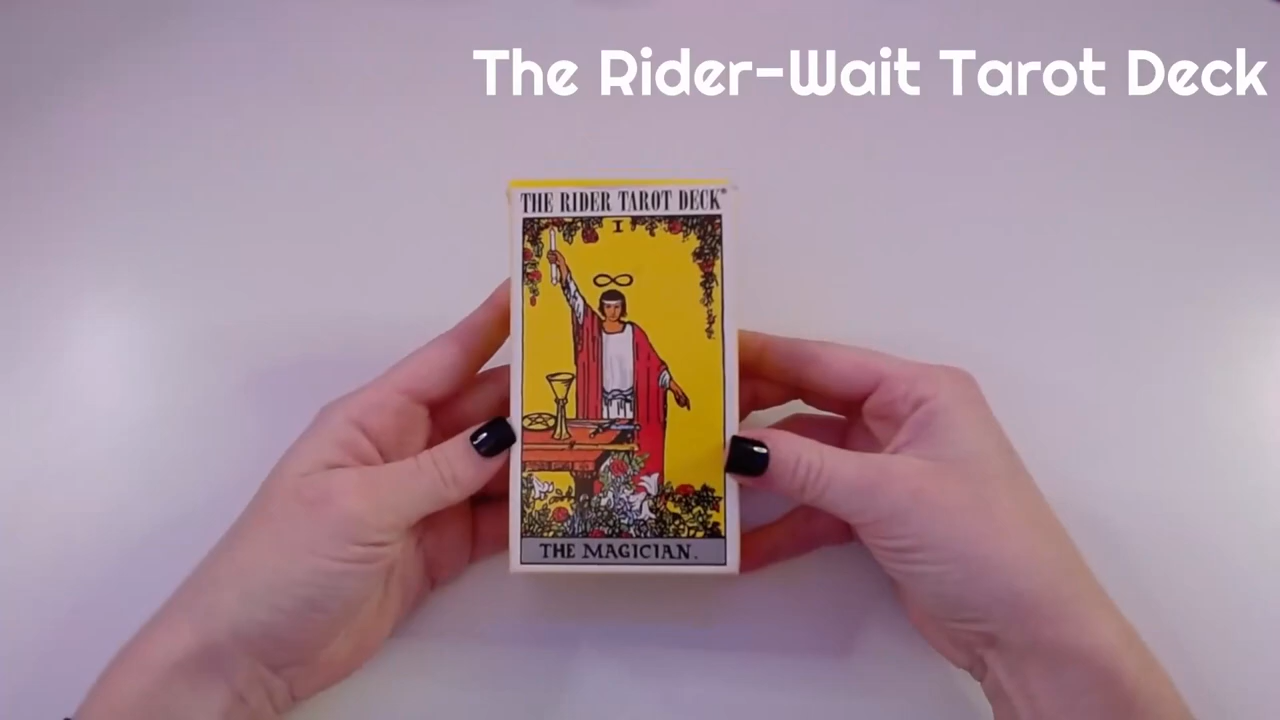 The Rider-Wait Tarot Deck
THE RIDER TAROT DECK®
I
THE MAGICIAN.